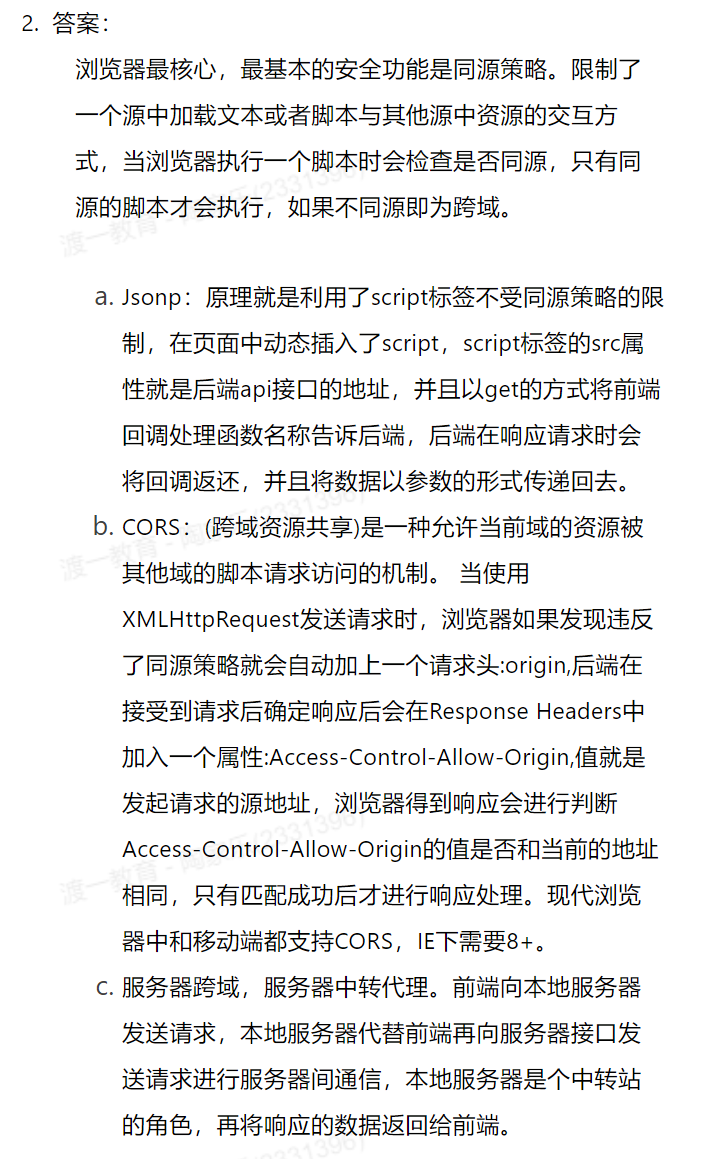 2. 答案：
浏览器最核心，最基本的安全功能是同源策略。限制了
一个源中加载文本或者脚本与其他源中资源的交互方
式，当浏览器执行一个脚本时会检查是否同源，只有同
源的脚本才会执行，如果不同源即为跨域。
a. Jsonp：原理就是利用了script标签不受同源策略的限
制，在页面中动态插入了script，script标签的src属
性就是后端api接口的地址，并且以get的方式将前端
回调处理函数名称告诉后端，后端在响应请求时会
将回调返还，并且将数据以参数的形式传递回去。
b. CORS：(跨域资源共享)是一种允许当前域的资源被
其他域的脚本请求访问的机制。 当使用
XMLHttpRequest发送请求时，浏览器如果发现违反
了同源策略就会自动加上一个请求头:origin,后端在
接受到请求后确定响应后会在Response Headers中
加入一个属性:Access-Control-Allow-Origin,值就是
发起请求的源地址，浏览器得到响应会进行判断
Access-Control-Allow-Origin的值是否和当前的地址
相同，只有匹配成功后才进行响应处理。现代浏览
器中和移动端都支持CORS，IE下需要8+。
c. 服务器跨域，服务器中转代理。前端向本地服务器
发送请求，本地服务器代替前端再向服务器接口发
送请求进行服务器间通信，本地服务器是个中转站
的角色，再将响应的数据返回给前端。